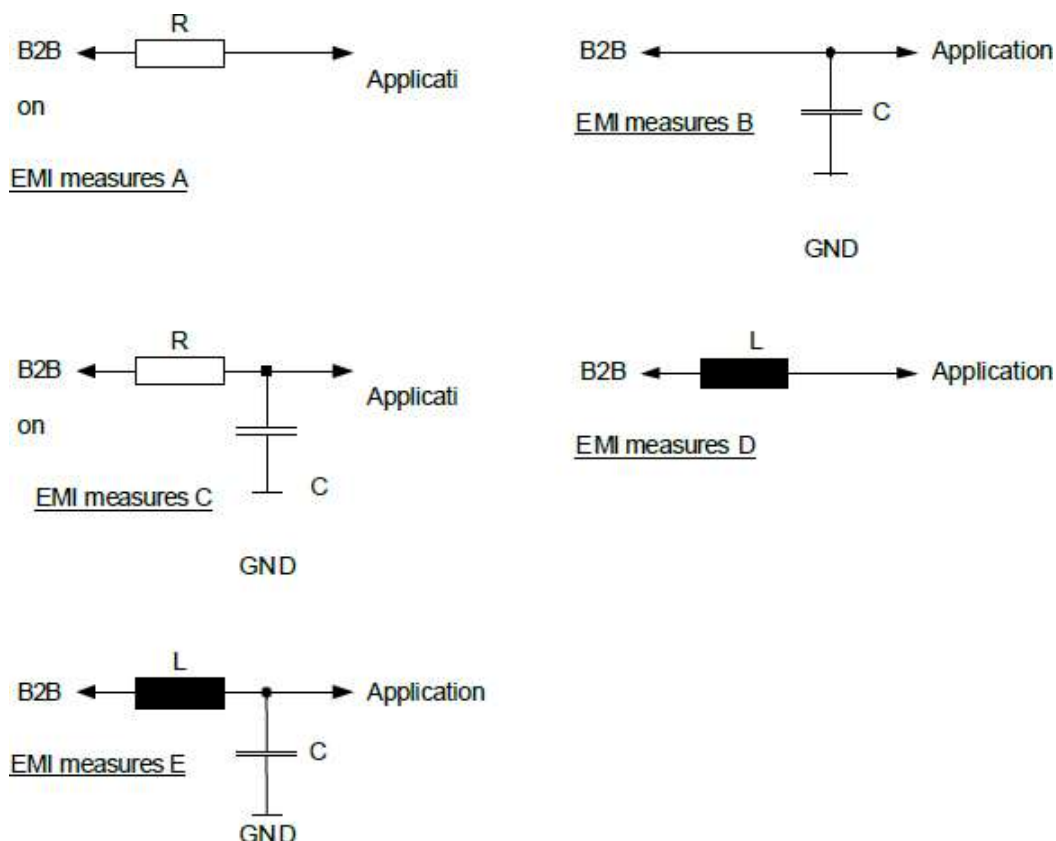 R
B2B
Applicati
on
EMI measures A
B2B
Application
C
EMI measures B
GND
R
B2B
Applicati
on
C
EMI measures C
GND
L
B2B
Application
EMI measures D
L
B2B
Application
C
EMI measures E
GND